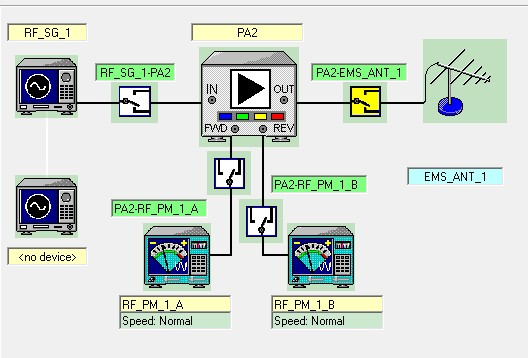 RF_SG_1
PA2
RF_SG_1-PA2
PA2-EMS_ANT_1
IN
OUT
FWD
REV
EMS_ANT_1
PA2-RF_PM_1_B
PA2-RF_PM_1_A
<no device>
RF_PM_1_A
Speed: Normal
RF_PM_1_B
Speed: Normal